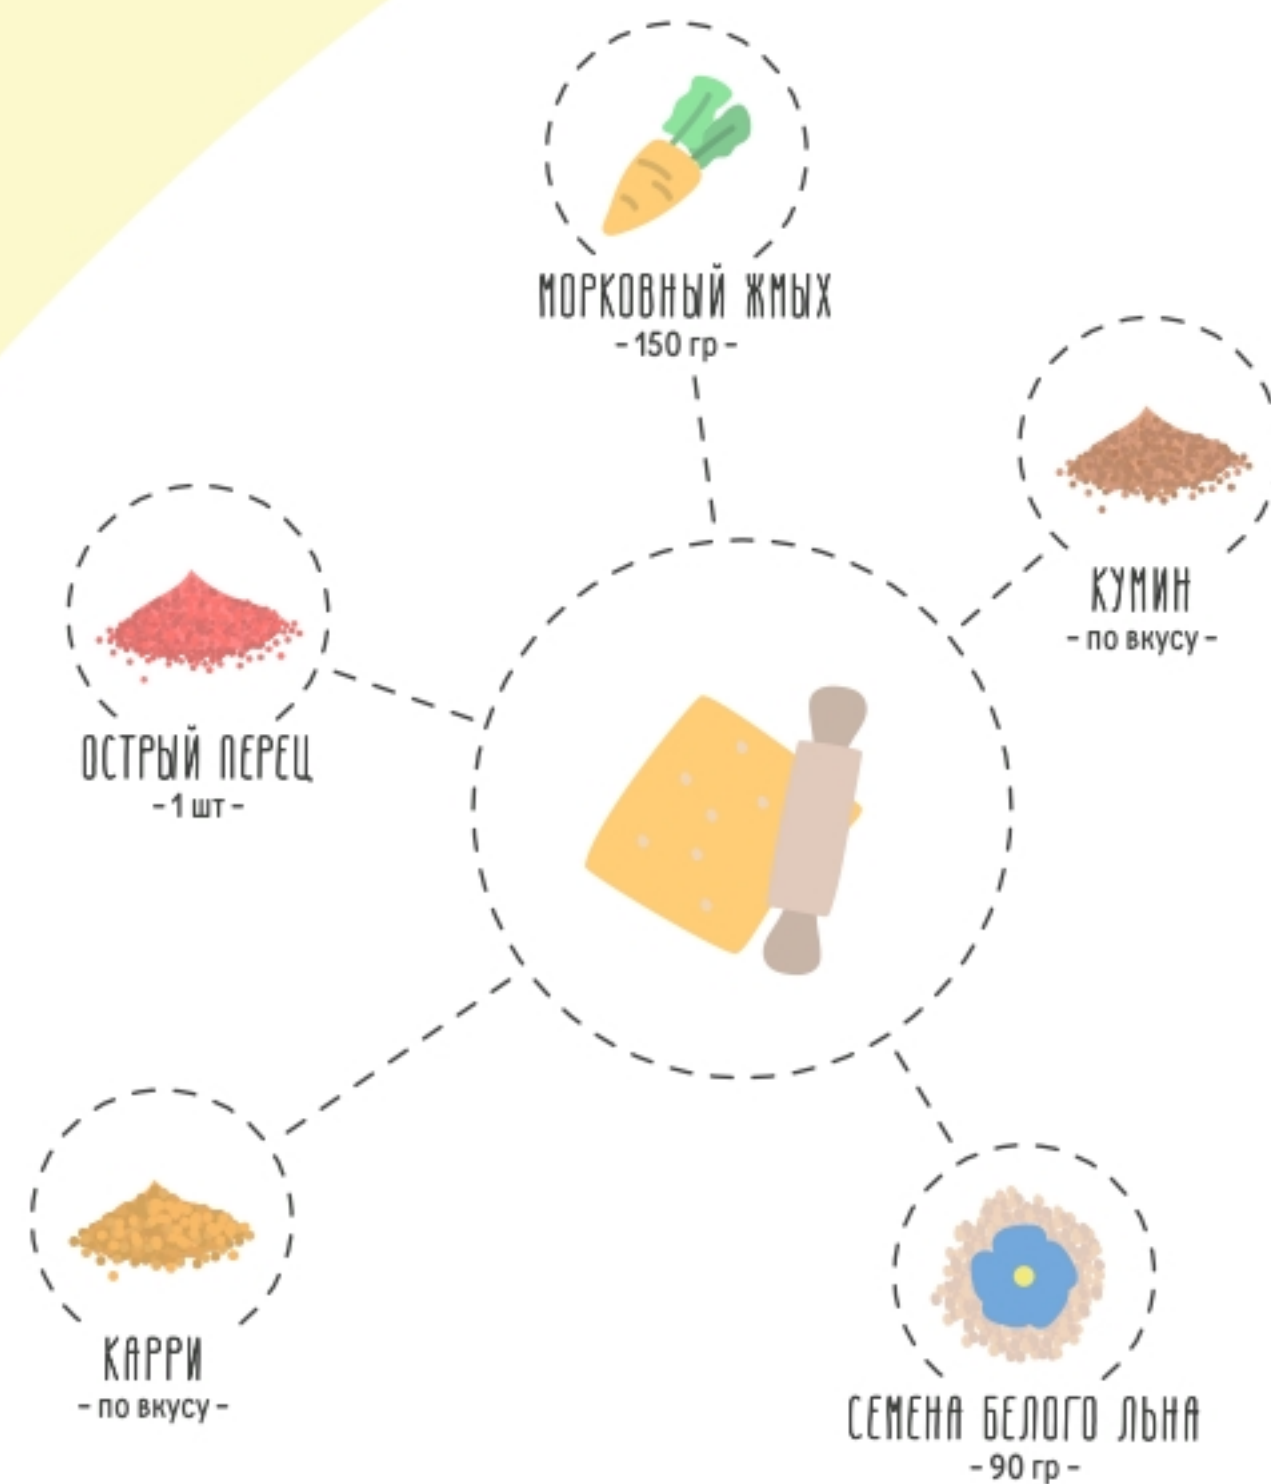 МОРКОВНЫЙ ЖМЫХ
- 150 гр -
КУМИН
- по вкусу -
ОСТРЫЙ ПЕРЕЦ
- 1 шт -
КАРРИ
- по вкусу -
СЕМЕНА БЕЛОГО ЛЬНА
- 90 гр -